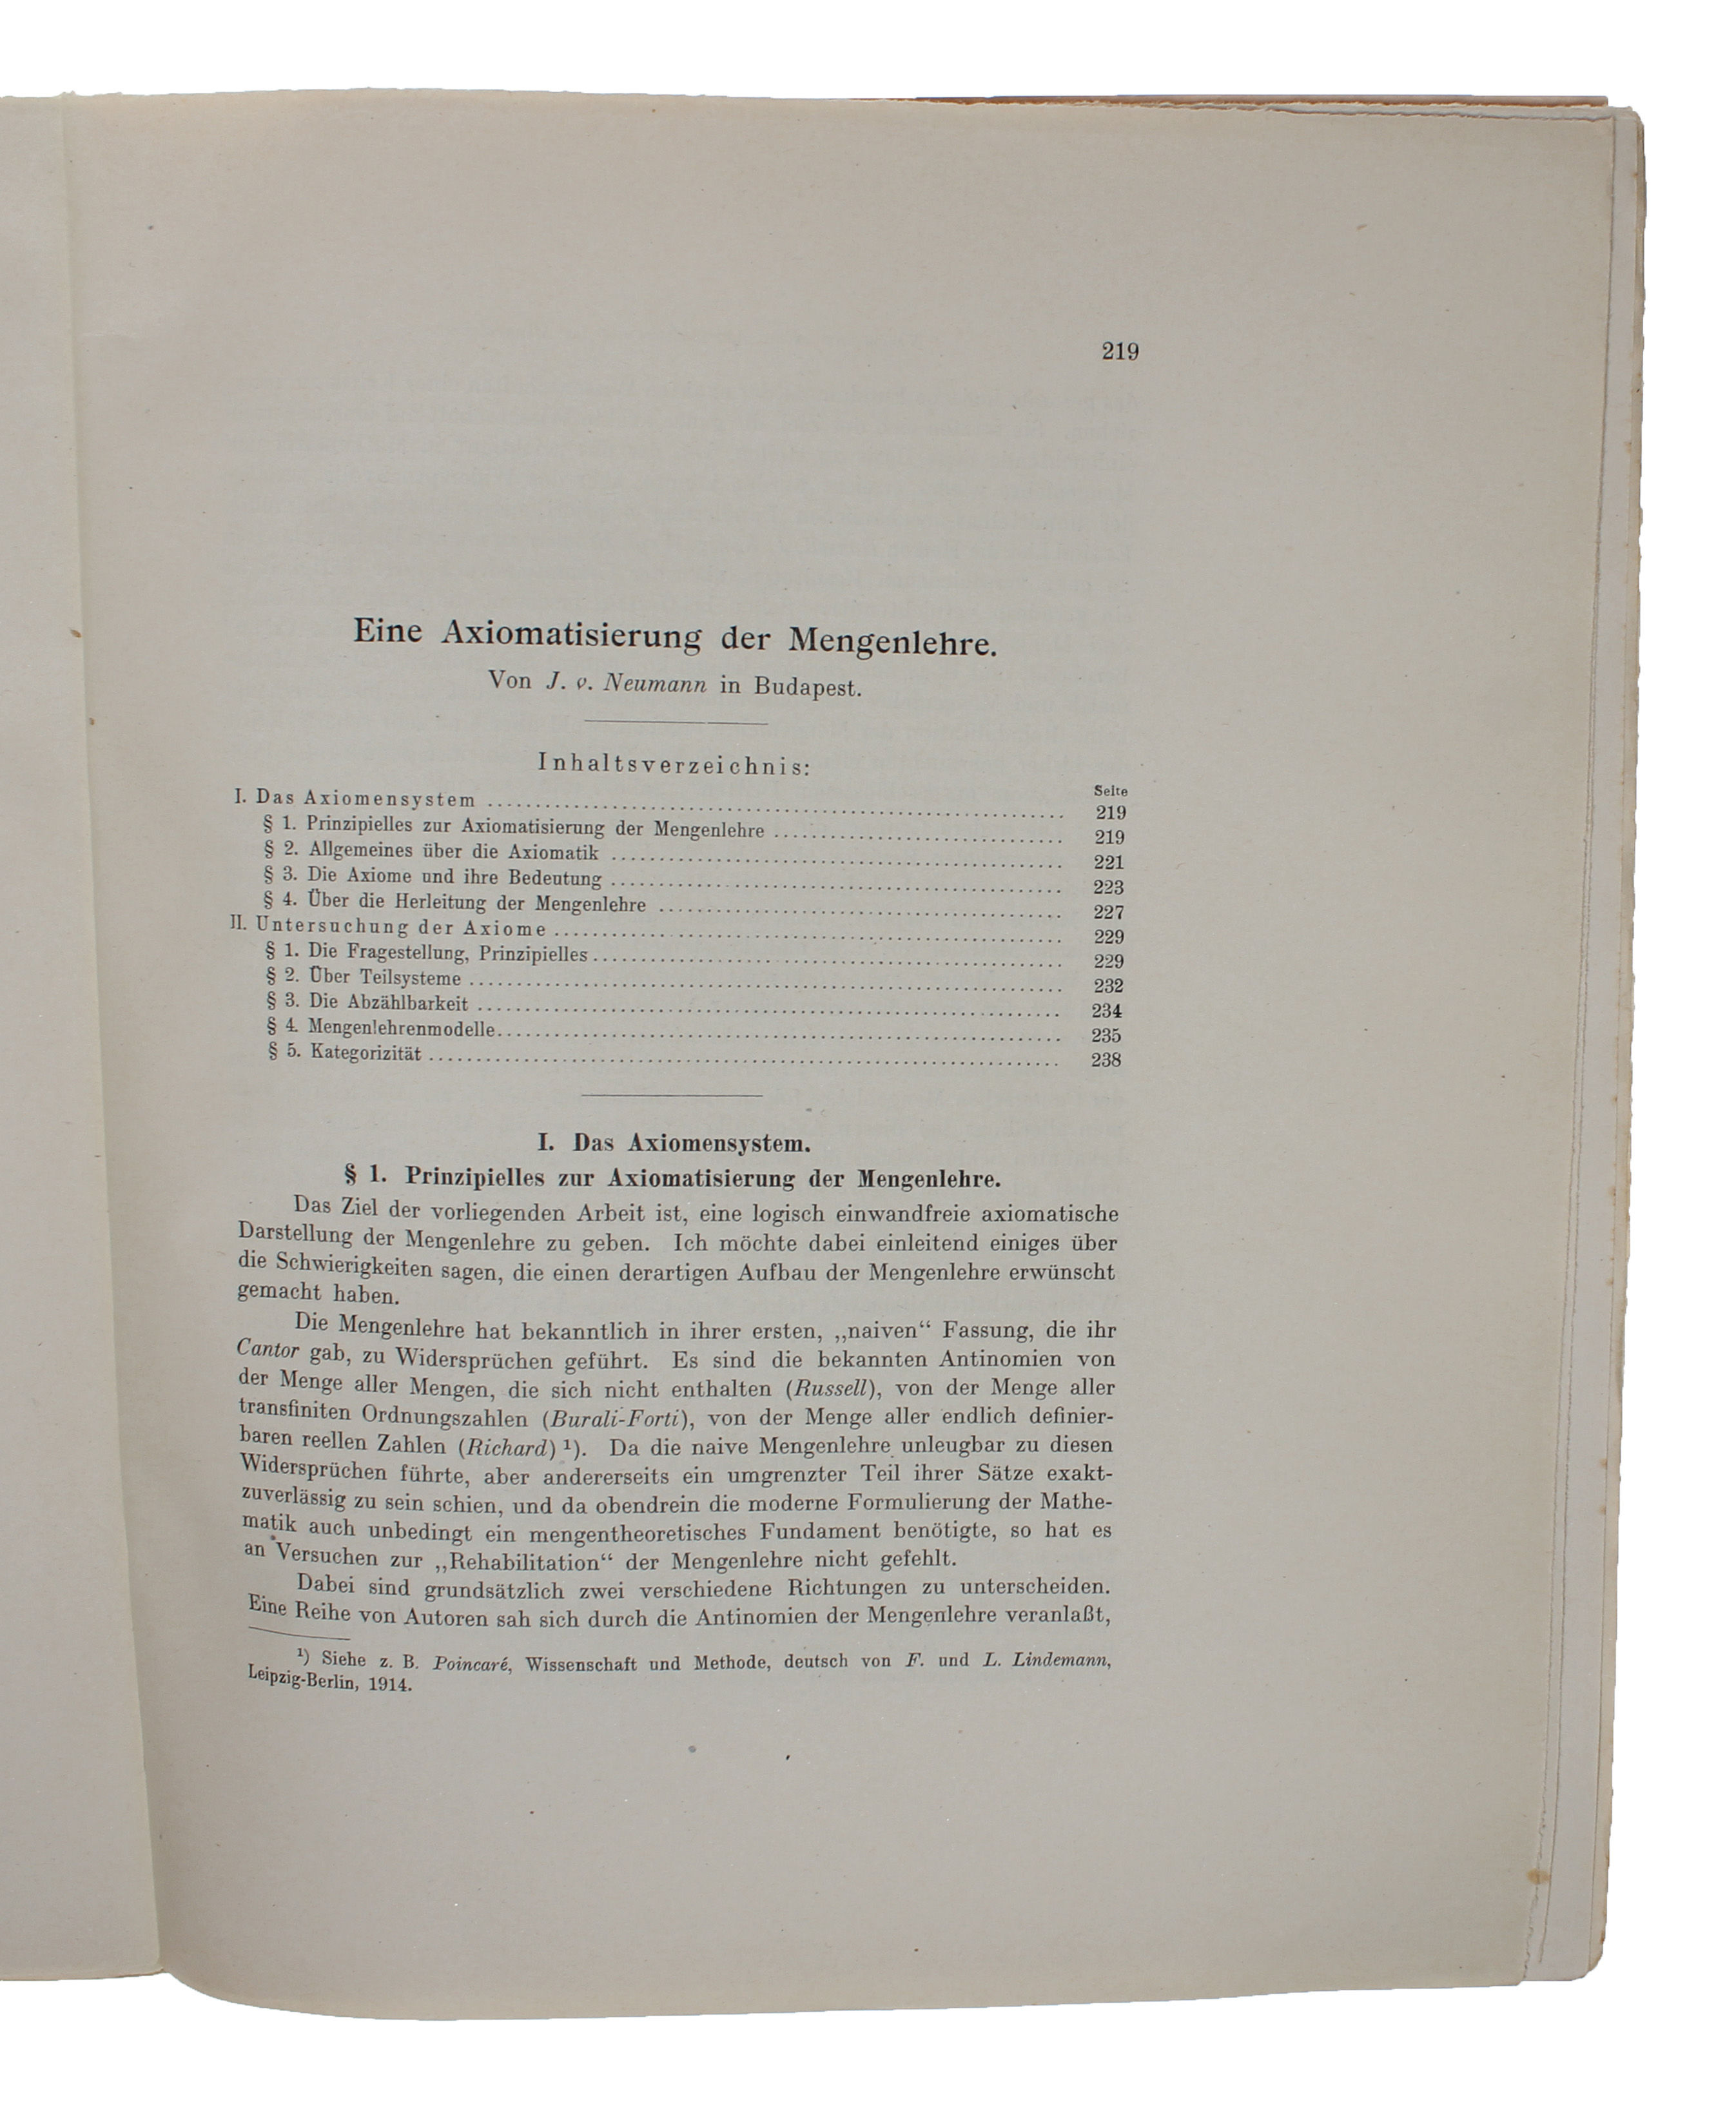 219
Eine Axiomatisierung der Mengenlehre.
Von J. v. Neumann in Budapest.
Inhaltsverzeichnis:
Seite
I. Das Axiomensystem ........ 219
§ 1. Prinzipielles zur Axiomatisierung der Mengenlehre ........ 219
§ 2. Allgemeines über die Axiomatik ........ 221
§ 3. Die Axiome und ihre Bedeutung ........ 223
§ 4. Über die Herleitung der Mengenlehre ........ 227
II. Untersuchung der Axiome ........ 229
§ 1. Die Fragestellung, Prinzipielles ........ 229
§ 2. Über Teilsysteme ........ 232
§ 3. Die Abzählbarkeit ........ 234
§ 4. Mengenlehrenmodelle ........ 235
§ 5. Kategorizität ........ 238
I. Das Axiomensystem.
§ 1. Prinzipielles zur Axiomatisierung der Mengenlehre.
Das Ziel der vorliegenden Arbeit ist, eine logisch einwandfreie axiomatische
Darstellung der Mengenlehre zu geben. Ich möchte dabei einleitend einiges über
die Schwierigkeiten sagen, die einen derartigen Aufbau der Mengenlehre erwünscht
gemacht haben.
Die Mengenlehre hat bekanntlich in ihrer ersten, „naiven“ Fassung, die ihr
Cantor gab, zu Widersprüchen geführt. Es sind die bekannten Antinomien von
der Menge aller Mengen, die sich nicht enthalten (Russell), von der Menge aller
transfiniten Ordnungszahlen (Burali-Forti), von der Menge aller endlich definier-
baren reellen Zahlen (Richard) ¹). Da die naive Mengenlehre unleugbar zu diesen
Widersprüchen führte, aber andererseits ein umgrenzter Teil ihrer Sätze exakt-
zuverlässig zu sein schien, und da obendrein die moderne Formulierung der Mathe-
matik auch unbedingt ein mengentheoretisches Fundament benötigte, so hat es
an Versuchen zur „Rehabilitation“ der Mengenlehre nicht gefehlt.
Dabei sind grundsätzlich zwei verschiedene Richtungen zu unterscheiden.
Eine Reihe von Autoren sah sich durch die Antinomien der Mengenlehre veranlaßt,
¹) Siehe z. B. Poincaré, Wissenschaft und Methode, deutsch von F. und L. Lindemann,
Leipzig-Berlin, 1914.